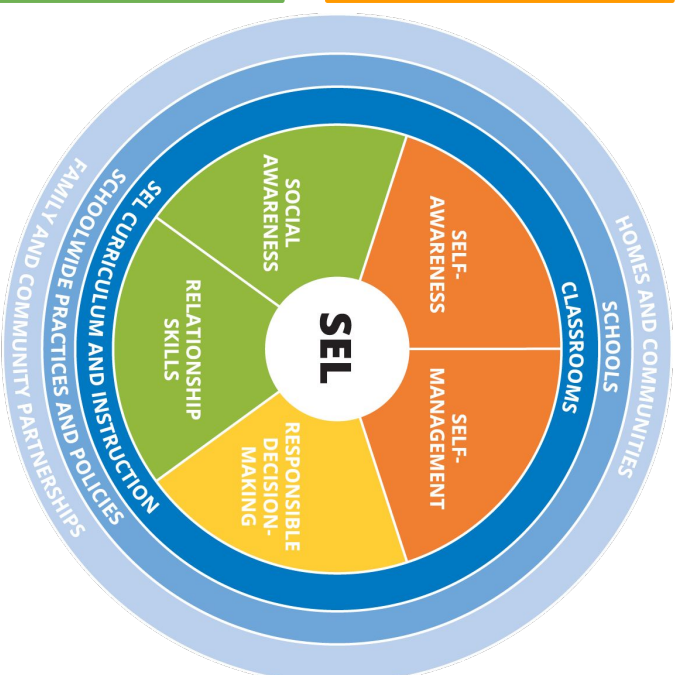 HOMES AND COMMUNITIES
SCHOOLS
CLASSROOMS
SELF-
AWARENESS
SELF-
MANAGEMENT
SEL
SOCIAL
AWARENESS
RESPONSIBLE
DECISION-
MAKING
RELATIONSHIP
SKILLS
SEL CURRICULUM AND INSTRUCTION
SCHOOLWIDE PRACTICES AND POLICIES
FAMILY AND COMMUNITY PARTNERSHIPS